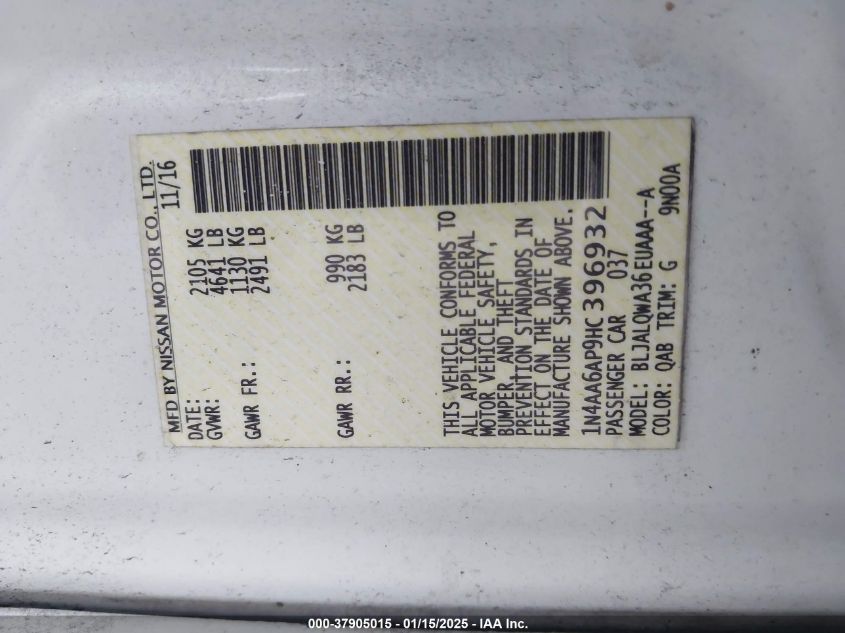 MFD BY NISSAN MOTOR CO., LTD.
DATE: 11/16
GVWR: 2105 KG
4641 LB
GAWR FR.: 1130 KG
2491 LB
GAWR RR.: 990 KG
2183 LB
THIS VEHICLE CONFORMS TO
ALL APPLICABLE FEDERAL
MOTOR VEHICLE SAFETY,
BUMPER, AND THEFT
PREVENTION STANDARDS IN
EFFECT ON THE DATE OF
MANUFACTURE SHOWN ABOVE.
1N4AA6AP9HC396932
PASSENGER CAR 037
MODEL: BLJALQWA36EUAAA--A
COLOR: QAB TRIM: G 9N00A
000-37905015 - 01/15/2025 - IAA Inc.